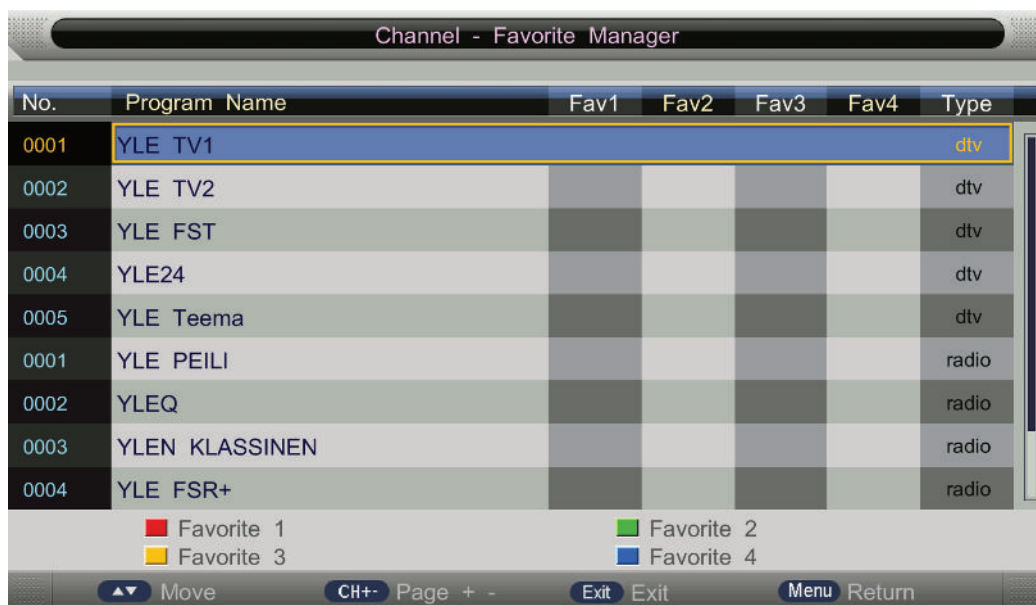 Channel - Favorite Manager
No. Program Name Fav1 Fav2 Fav3 Fav4 Type
0001 YLE TV1 dtv
0002 YLE TV2 dtv
0003 YLE FST dtv
0004 YLE24 dtv
0005 YLE Teema dtv
0001 YLE PEILI radio
0002 YLEQ radio
0003 YLEN KLASSINEN radio
0004 YLE FSR+ radio
Favorite 1 Favorite 2
Favorite 3 Favorite 4
▲▼ Move CH+- Page + - Exit Exit Menu Return